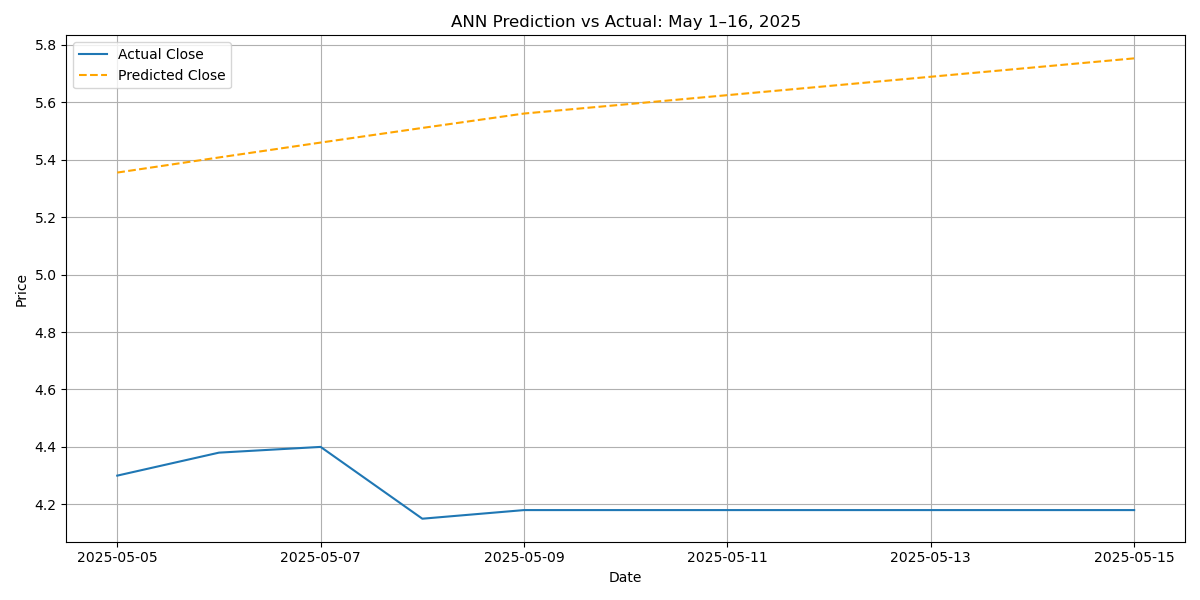 ANN Prediction vs Actual: May 1–16, 2025
Actual Close
Predicted Close
5.8
5.6
5.4
5.2
5.0
4.8
4.6
4.4
4.2
Price
2025-05-05 2025-05-07 2025-05-09 2025-05-11 2025-05-13 2025-05-15
Date